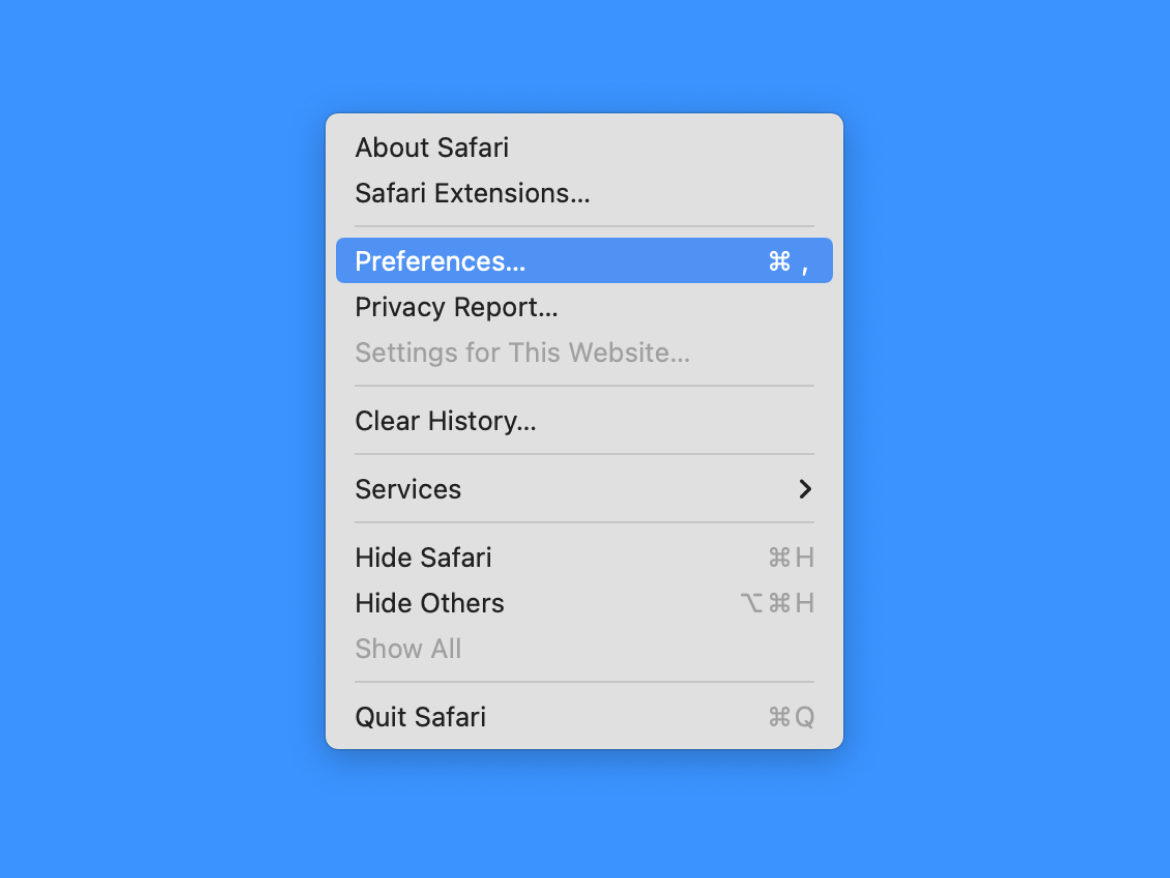 About Safari
Safari Extensions...
Preferences... ⌘ ,
Privacy Report...
Settings for This Website...
Clear History...
Services
Hide Safari ⌘H
Hide Others ⌥⌘H
Show All
Quit Safari ⌘Q